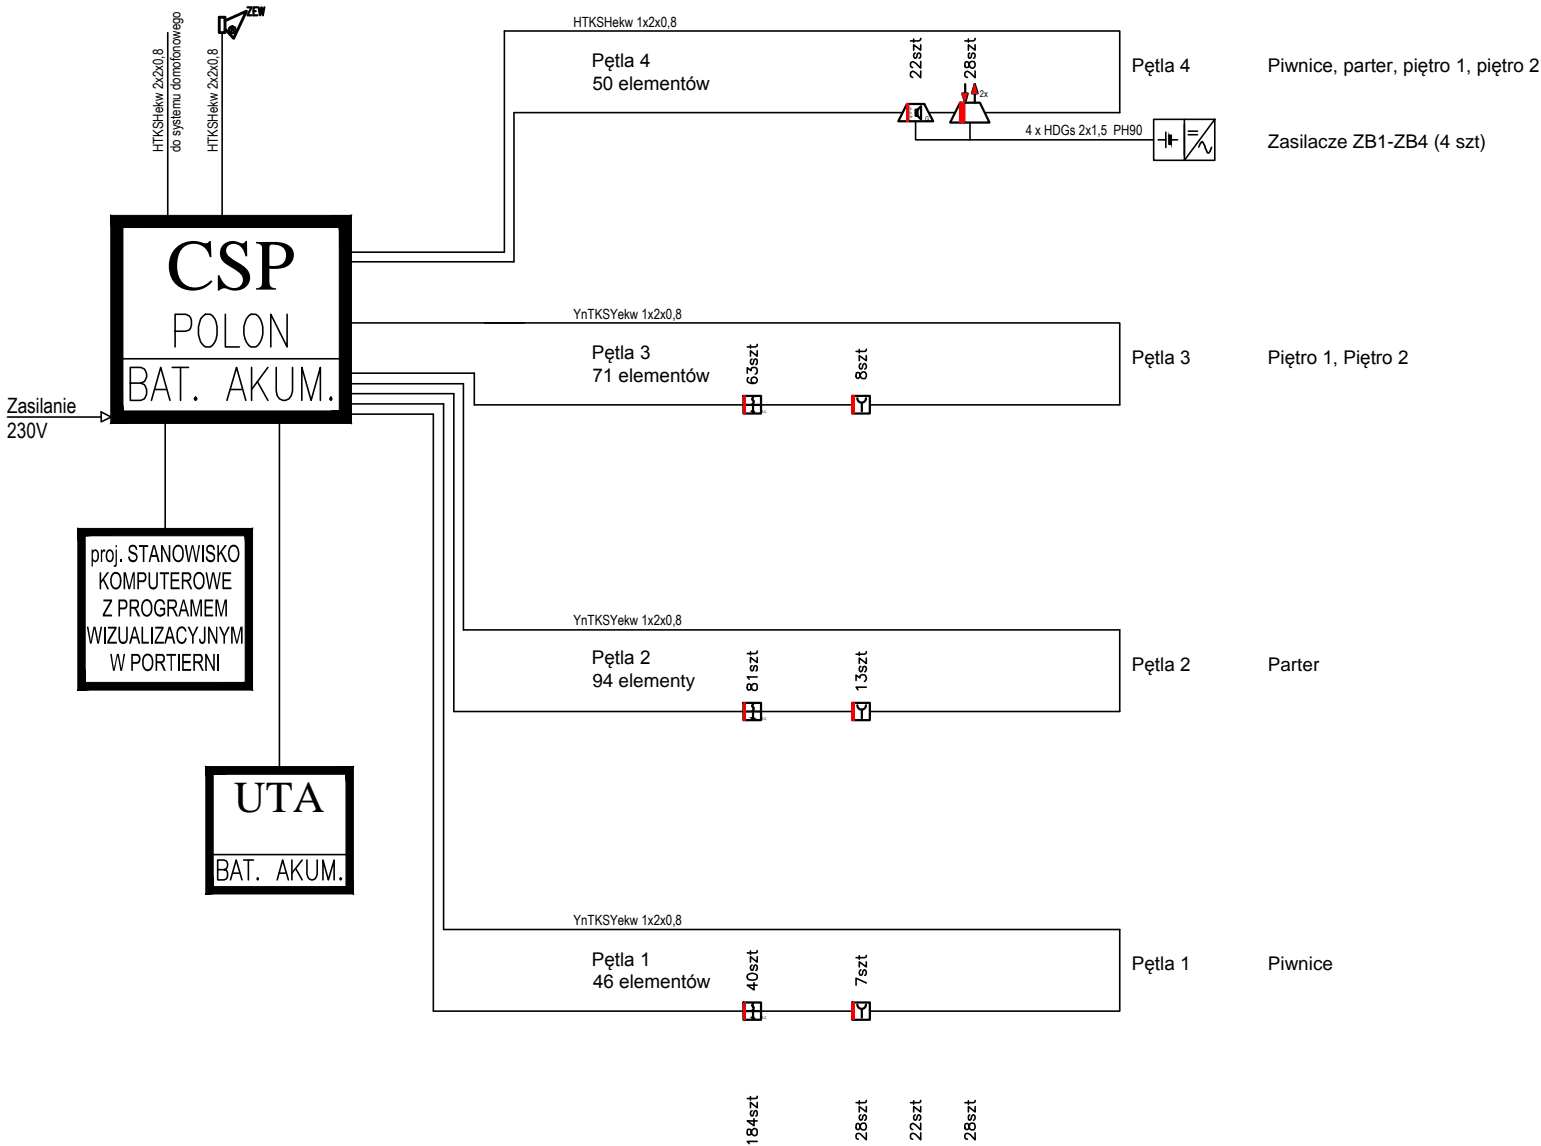 HTKSHekw 2x2x0,8
do systemu domofonowego
HTKSHekw 2x2x0,8
ZEW
HTKSHekw 1x2x0,8
Pętla 4
50 elementów
22szt
28szt
2x
Pętla 4
Piwnice, parter, piętro 1, piętro 2
4 x HDGs 2x1,5 PH90
Zasilacze ZB1-ZB4 (4 szt)
CSP
POLON
BAT. AKUM.
Zasilanie
230V
YnTKSYekw 1x2x0,8
Pętla 3
71 elementów
63szt
8szt
Pętla 3
Piętro 1, Piętro 2
proj. STANOWISKO
KOMPUTEROWE
Z PROGRAMEM
WIZUALIZACYJNYM
W PORTIERNI
YnTKSYekw 1x2x0,8
Pętla 2
94 elementy
81szt
13szt
Pętla 2
Parter
UTA
BAT. AKUM.
YnTKSYekw 1x2x0,8
Pętla 1
46 elementów
40szt
7szt
Pętla 1
Piwnice
184szt
28szt
22szt
28szt